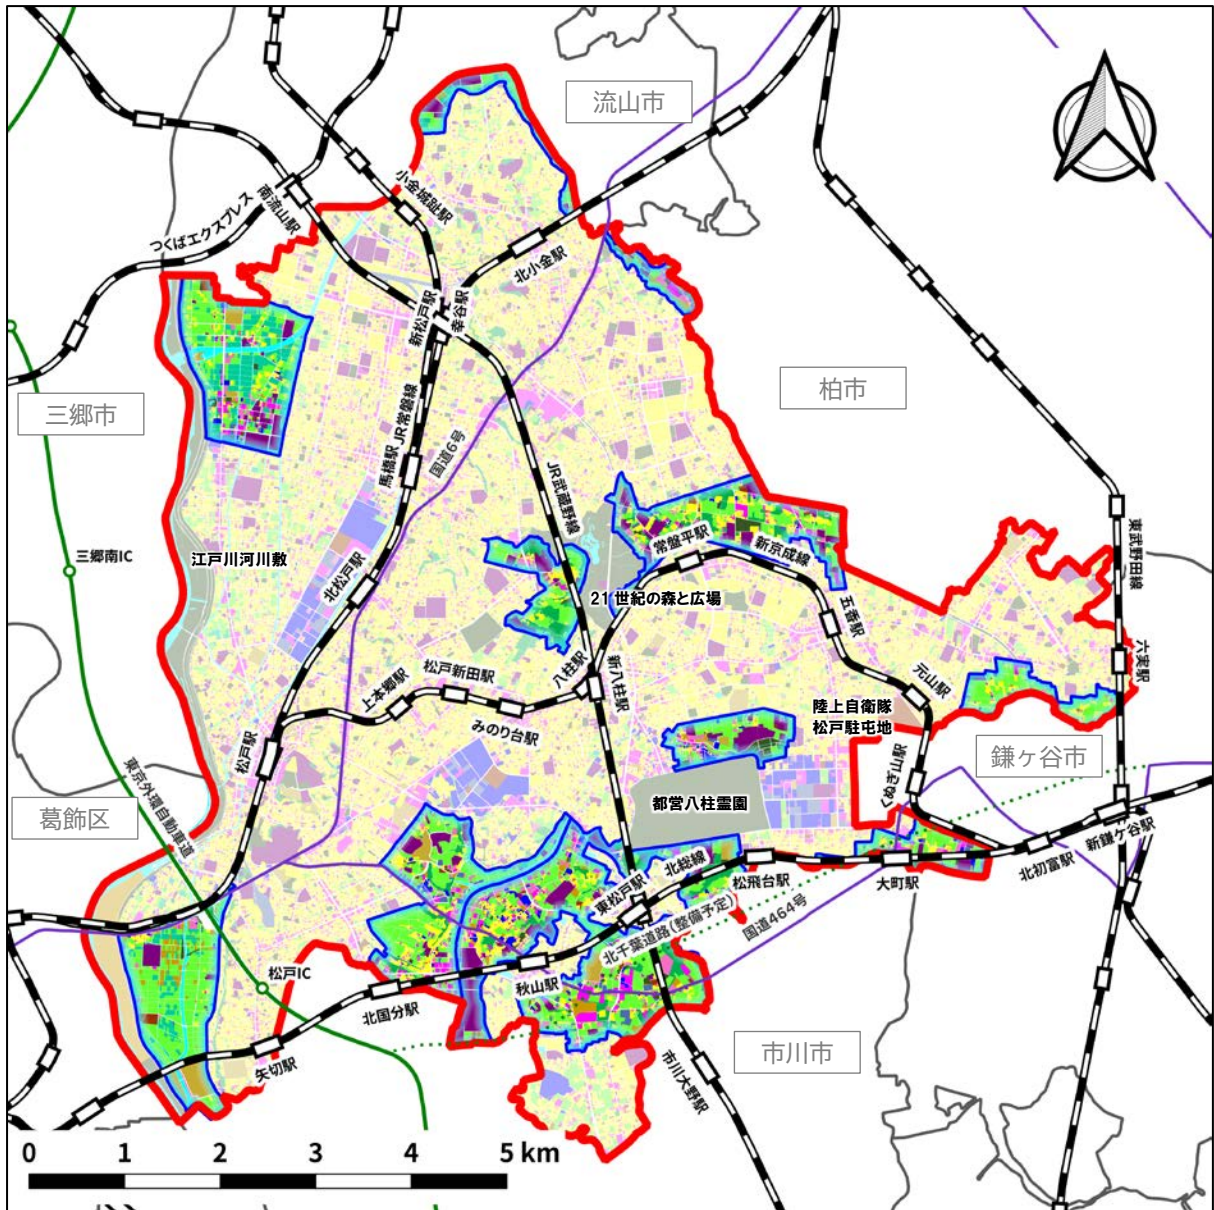 流山市
小金城趾駅
南流山駅
つくばエクスプレス
北小金駅
新松戸駅
幸谷駅
三郷市
柏市
JR常磐線
馬橋駅
国道6号
JR武蔵野線
常盤平駅
新京成線
東武野田線
三郷南IC
江戸川河川敷
北松戸駅
21世紀の森と広場
五香駅
六実駅
八柱駅
新八柱駅
松戸新田駅
上本郷駅
みのり台駅
元山駅
陸上自衛隊
松戸駐屯地
鎌ヶ谷市
松戸駅
くぬぎ山駅
東京外環自動車道
葛飾区
都営八柱霊園
新鎌ヶ谷駅
北総線
松飛台駅
大町駅
北初富駅
東松戸駅
北千葉道路(整備予定)
国道464号
松戸IC
秋山駅
北国分駅
矢切駅
市川市
市川大野駅
0 1 2 3 4 5 km